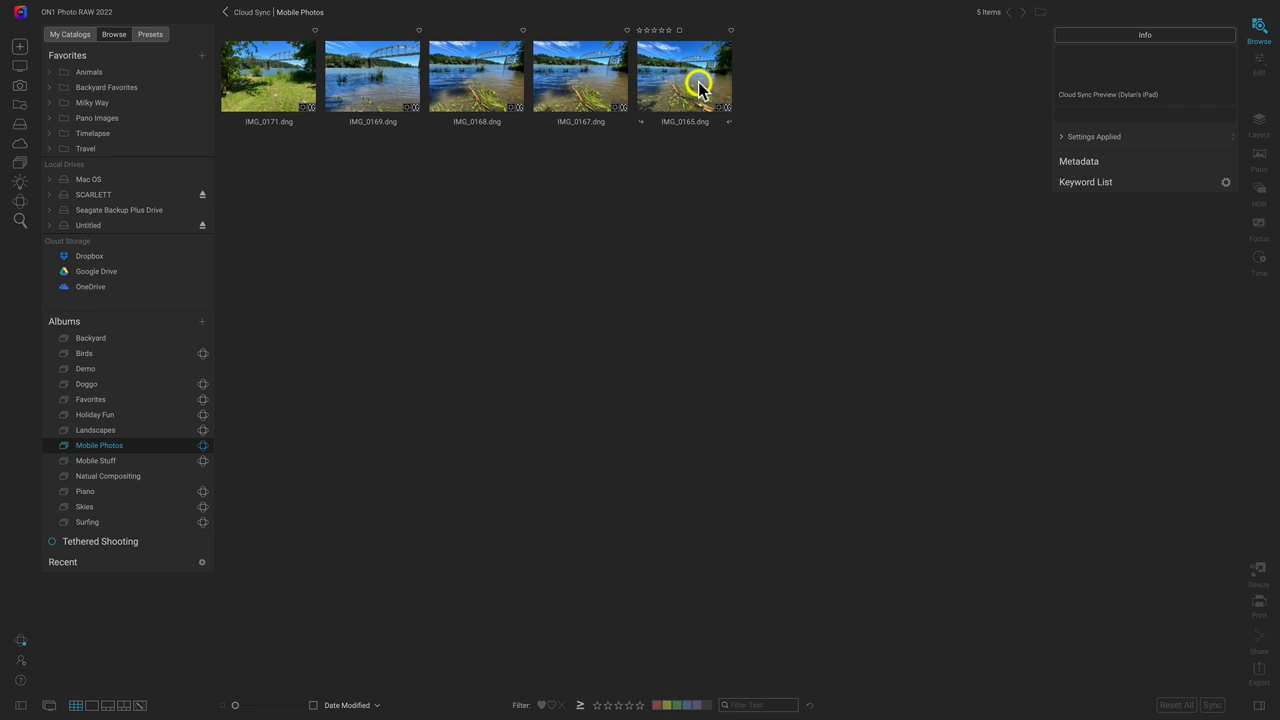 ON1 Photo RAW 2022
Cloud Sync | Mobile Photos
5 Items
My Catalogs
Browse
Presets
Favorites
Animals
Backyard Favorites
Milky Way
Pano Images
Timelapse
Travel
Local Drives
Mac OS
SCARLETT
Seagate Backup Plus Drive
Untitled
Cloud Storage
Dropbox
Google Drive
OneDrive
Albums
Backyard
Birds
Demo
Doggo
Favorites
Holiday Fun
Landscapes
Mobile Photos
Mobile Stuff
Natual Compositing
Piano
Skies
Surfing
Tethered Shooting
Recent
IMG_0171.dng
IMG_0169.dng
IMG_0168.dng
IMG_0167.dng
IMG_0165.dng
Info
Cloud Sync Preview (Dylan's iPad)
Settings Applied
Metadata
Keyword List
Browse
Edit
Layers
Pano
HDR
Focus
Time
Resize
Print
Share
Export
Date Modified
Filter:
Filter Text
Reset All
Sync